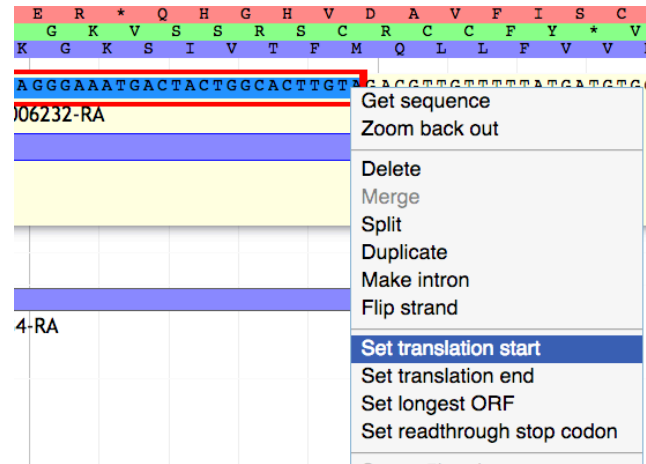 E R * Q H G H V D A V F I S C
G K V S S R S C R C C F Y * V
K G K S I V T F M Q L L F V V
AGGGAAATGACTACTGGCACTTGTAGACGTTGTTTTTATGATGTG
006232-RA
4-RA
Get sequence
Zoom back out
Delete
Merge
Split
Duplicate
Make intron
Flip strand
Set translation start
Set translation end
Set longest ORF
Set readthrough stop codon